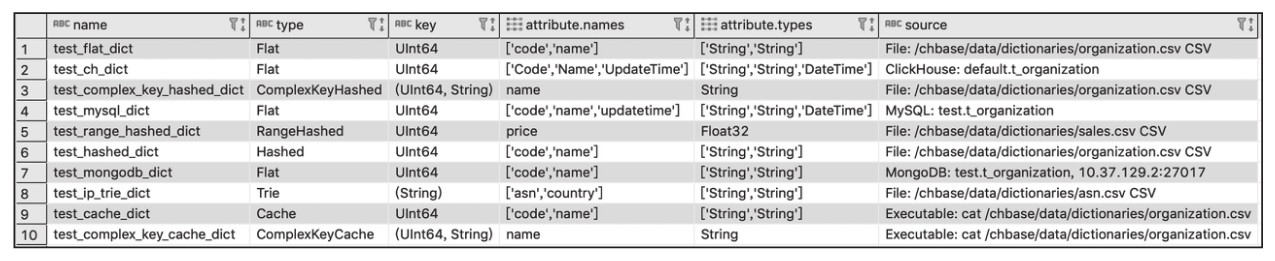 ABC name ABC type ABC key attribute.names attribute.types ABC source
1 test_flat_dict Flat UInt64 ['code','name'] ['String','String'] File: /chbase/data/dictionaries/organization.csv CSV
2 test_ch_dict Flat UInt64 ['Code','Name','UpdateTime'] ['String','String','DateTime'] ClickHouse: default.t_organization
3 test_complex_key_hashed_dict ComplexKeyHashed (UInt64, String) name String File: /chbase/data/dictionaries/organization.csv CSV
4 test_mysql_dict Flat UInt64 ['code','name','updatetime'] ['String','String','DateTime'] MySQL: test.t_organization
5 test_range_hashed_dict RangeHashed UInt64 price Float32 File: /chbase/data/dictionaries/sales.csv CSV
6 test_hashed_dict Hashed UInt64 ['code','name'] ['String','String'] File: /chbase/data/dictionaries/organization.csv CSV
7 test_mongodb_dict Flat UInt64 ['code','name'] ['String','String'] MongoDB: test.t_organization, 10.37.129.2:27017
8 test_ip_trie_dict Trie (String) ['asn','country'] ['String','String'] File: /chbase/data/dictionaries/asn.csv CSV
9 test_cache_dict Cache UInt64 ['code','name'] ['String','String'] Executable: cat /chbase/data/dictionaries/organization.csv
10 test_complex_key_cache_dict ComplexKeyCache (UInt64, String) name String Executable: cat /chbase/data/dictionaries/organization.csv